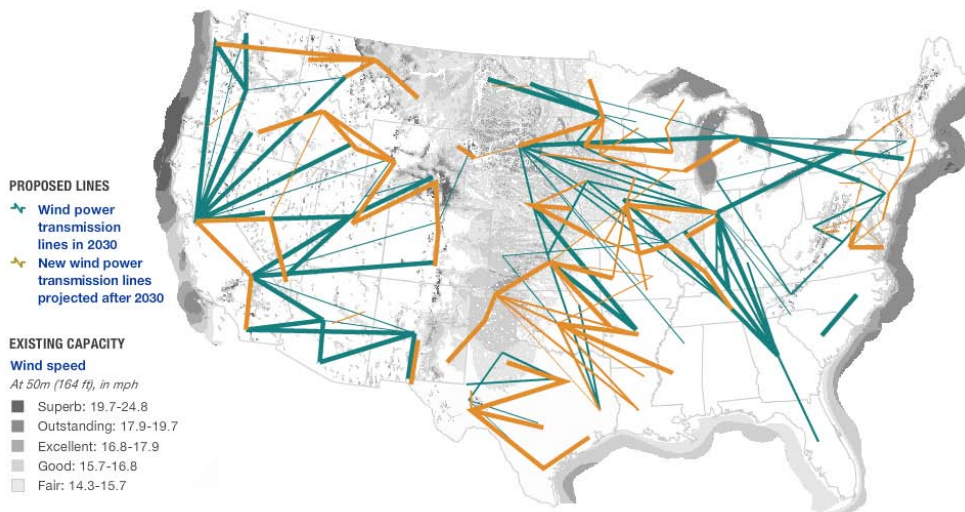 PROPOSED LINES
Wind power
transmission
lines in 2030
New wind power
transmission lines
projected after 2030
EXISTING CAPACITY
Wind speed
At 50m (164 ft), in mph
Superb: 19.7-24.8
Outstanding: 17.9-19.7
Excellent: 16.8-17.9
Good: 15.7-16.8
Fair: 14.3-15.7